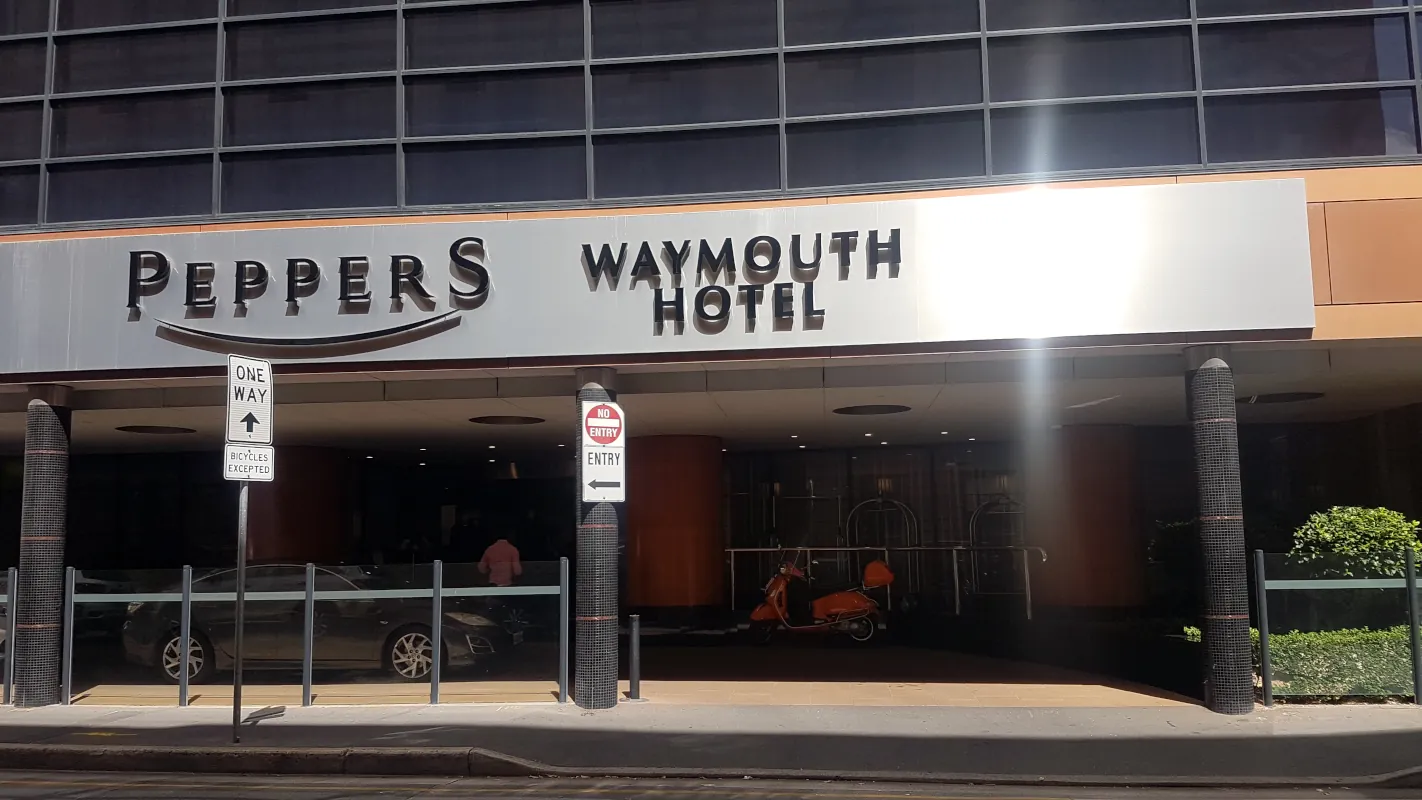 PEPPERS
WAYMOUTH
HOTEL
ONE
WAY
BICYCLES
EXCEPTED
NO
ENTRY
ENTRY